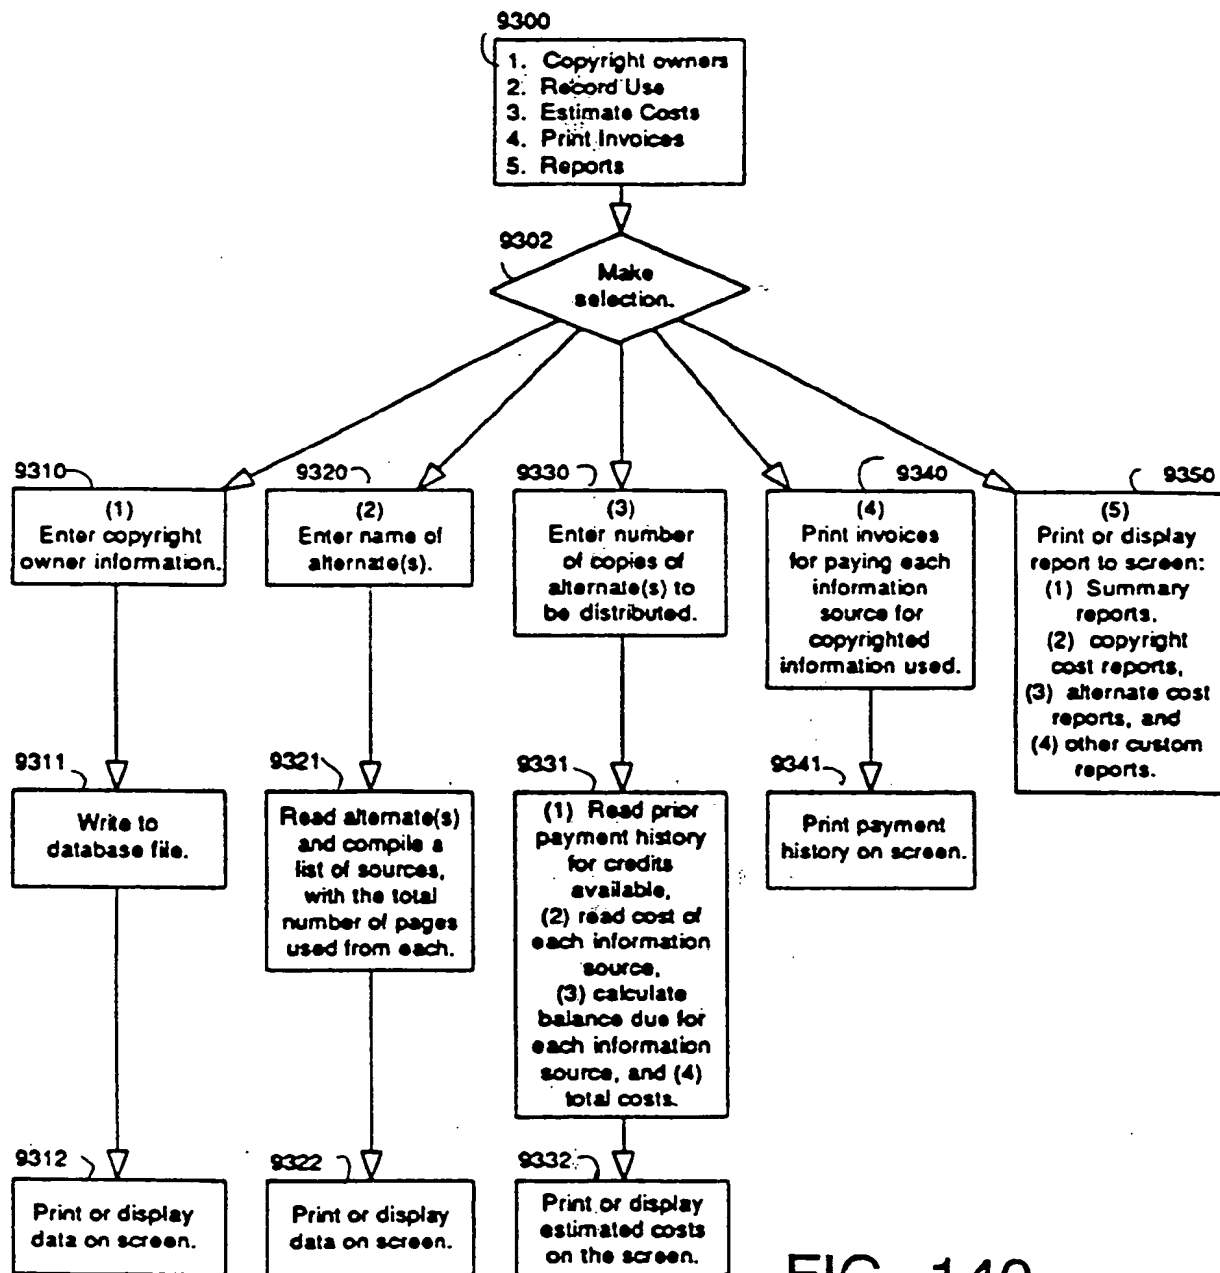 9300
1. Copyright owners
2. Record Use
3. Estimate Costs
4. Print Invoices
5. Reports
9302
Make
selection.
9310
(1)
Enter copyright
owner information.
9311
Write to
database file.
9312
Print or display
data on screen.
9320
(2)
Enter name of
alternate(s).
9321
Read alternate(s)
and compile a
list of sources,
with the total
number of pages
used from each.
9322
Print or display
data on screen.
9330
(3)
Enter number
of copies of
alternate(s) to
be distributed.
9331
(1) Read prior
payment history
for credits
available,
(2) read cost of
each information
source,
(3) calculate
balance due for
each information
source, and (4)
total costs.
9332
Print or display
estimated costs
on the screen.
9340
(4)
Print invoices
for paying each
information
source for
copyrighted
information used.
9341
Print payment
history on screen.
9350
(5)
Print or display
report to screen:
(1) Summary
reports,
(2) copyright
cost reports,
(3) alternate cost
reports, and
(4) other custom
reports.